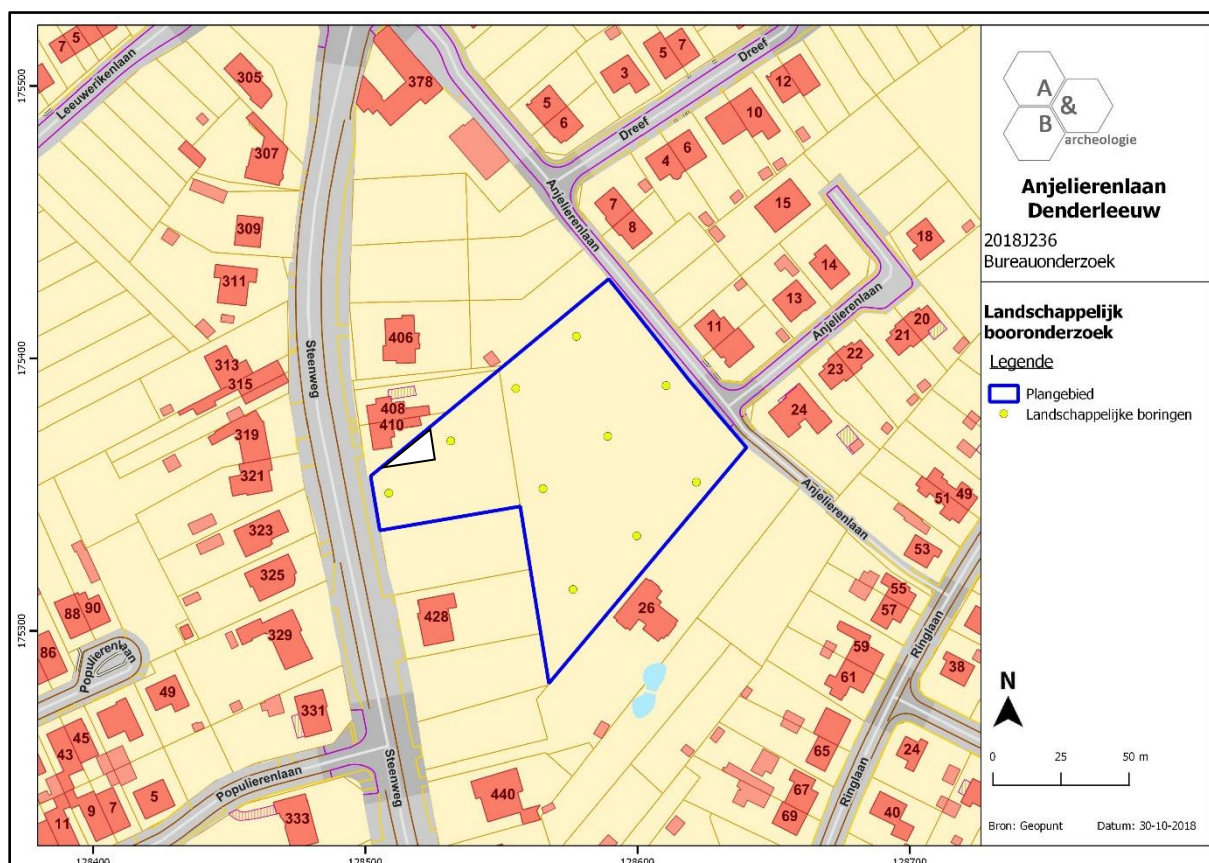 7 5
305
378
5 7
3
12
175500
Leeuwerikenlaan
5
6
Dreef
10
Dreef
307
4 6
Anjelierenlaan
15
7
8
309
18
14
311
13
Anjelierenlaan
11
20
21
406
22
23
175400
Steenweg
313
315
408
410
24
319
321
51 49
Anjelierenlaan
323
53
325
55
57
88 90
26
428
Ringlaan
175300
329
59
86
Populierenlaan
61
38
49
331
45
43
65
24
Populierenlaan
Steenweg
5
440
Ringlaan
67
9 7
69
40
11
333
128400
128500
128600
128700
A
&
B
archeologie
Anjelierenlaan
Denderleeuw
2018J236
Bureauonderzoek
Landschappelijk
booronderzoek
Legende
Plangebied
Landschappelijke boringen
N
0 25 50 m
Bron: Geopunt Datum: 30-10-2018